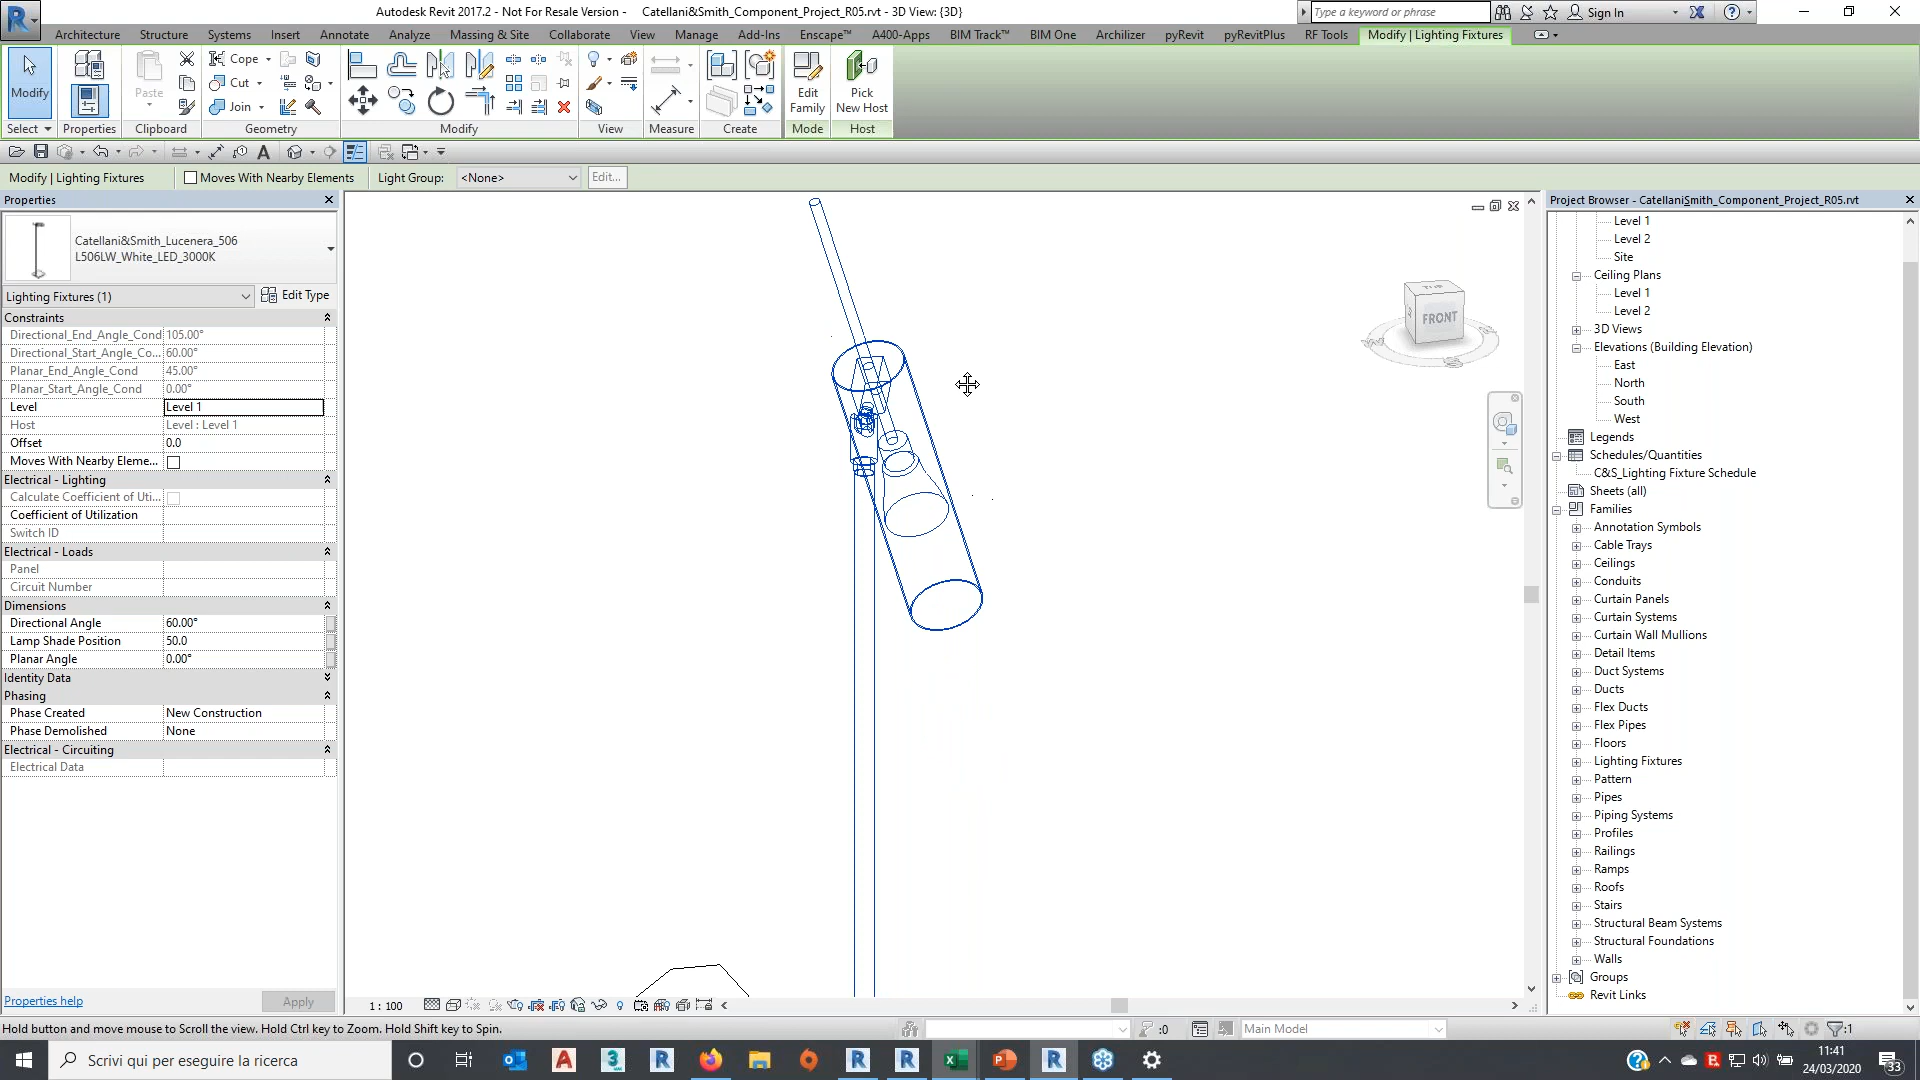 Autodesk Revit 2017.2 - Not For Resale Version - Catellani&Smith_Component_Project_R05.rvt - 3D View: {3D}
Type a keyword or phrase
Sign In
Architecture Structure Systems Insert Annotate Analyze Massing & Site Collaborate View Manage Add-Ins Enscape™ A400-Apps BIM Track™ BIM One Archilizer pyRevit pyRevitPlus RF Tools Modify | Lighting Fixtures
Modify
Paste
Cope
Cut
Join
Edit
Family
Pick
New Host
Select Properties Clipboard Geometry Modify View Measure Create Mode Host
Modify | Lighting Fixtures Moves With Nearby Elements Light Group: <None> Edit...
Properties
Catellani&Smith_Lucenera_506
L506LW_White_LED_3000K
Lighting Fixtures (1) Edit Type
Constraints
Directional_End_Angle_Cond 105.00°
Directional_Start_Angle_Co... 60.00°
Planar_End_Angle_Cond 45.00°
Planar_Start_Angle_Cond 0.00°
Level Level 1
Host Level : Level 1
Offset 0.0
Moves With Nearby Eleme...
Electrical - Lighting
Calculate Coefficient of Uti...
Coefficient of Utilization
Switch ID
Electrical - Loads
Panel
Circuit Number
Dimensions
Directional Angle 60.00°
Lamp Shade Position 50.0
Planar Angle 0.00°
Identity Data
Phasing
Phase Created New Construction
Phase Demolished None
Electrical - Circuiting
Electrical Data
Properties help Apply
FRONT
1 : 100
Project Browser - Catellani&Smith_Component_Project_R05.rvt
Level 1
Level 2
Site
Ceiling Plans
Level 1
Level 2
3D Views
Elevations (Building Elevation)
East
North
South
West
Legends
Schedules/Quantities
C&S_Lighting Fixture Schedule
Sheets (all)
Families
Annotation Symbols
Cable Trays
Ceilings
Conduits
Curtain Panels
Curtain Systems
Curtain Wall Mullions
Detail Items
Duct Systems
Ducts
Flex Ducts
Flex Pipes
Floors
Lighting Fixtures
Pattern
Pipes
Piping Systems
Profiles
Railings
Ramps
Roofs
Stairs
Structural Beam Systems
Structural Foundations
Walls
Groups
Revit Links
Hold button and move mouse to Scroll the view. Hold Ctrl key to Zoom. Hold Shift key to Spin.
:0
Main Model
:1
Scrivi qui per eseguire la ricerca
11:41
24/03/2020
33